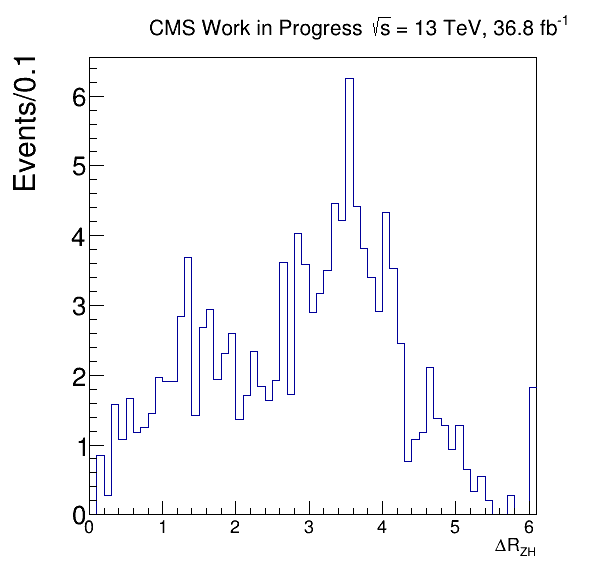 CMS Work in Progress √s = 13 TeV, 36.8 fb⁻¹
Events/0.1
6
5
4
3
2
1
0
0 1 2 3 4 5 6
ΔR_ZH